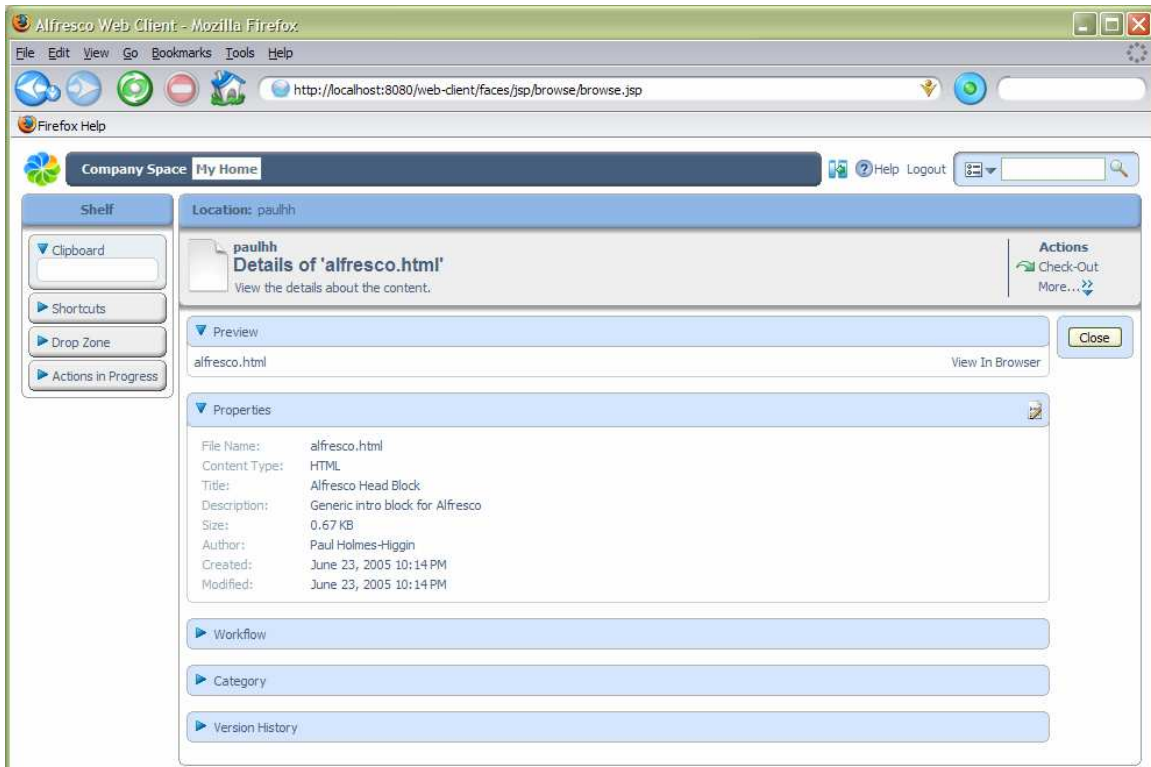 Alfresco Web Client - Mozilla Firefox
File Edit View Go Bookmarks Tools Help
http://localhost:8080/web-client/faces/jsp/browse/browse.jsp
Firefox Help
Company Space My Home
Help Logout
Shelf
Location: paulhh
Clipboard
Shortcuts
Drop Zone
Actions in Progress
paulhh
Details of 'alfresco.html'
View the details about the content.
Actions
Check-Out
More...
Preview
Close
alfresco.html View In Browser
Properties
File Name: alfresco.html
Content Type: HTML
Title: Alfresco Head Block
Description: Generic intro block for Alfresco
Size: 0.67 KB
Author: Paul Holmes-Higgin
Created: June 23, 2005 10:14 PM
Modified: June 23, 2005 10:14 PM
Workflow
Category
Version History